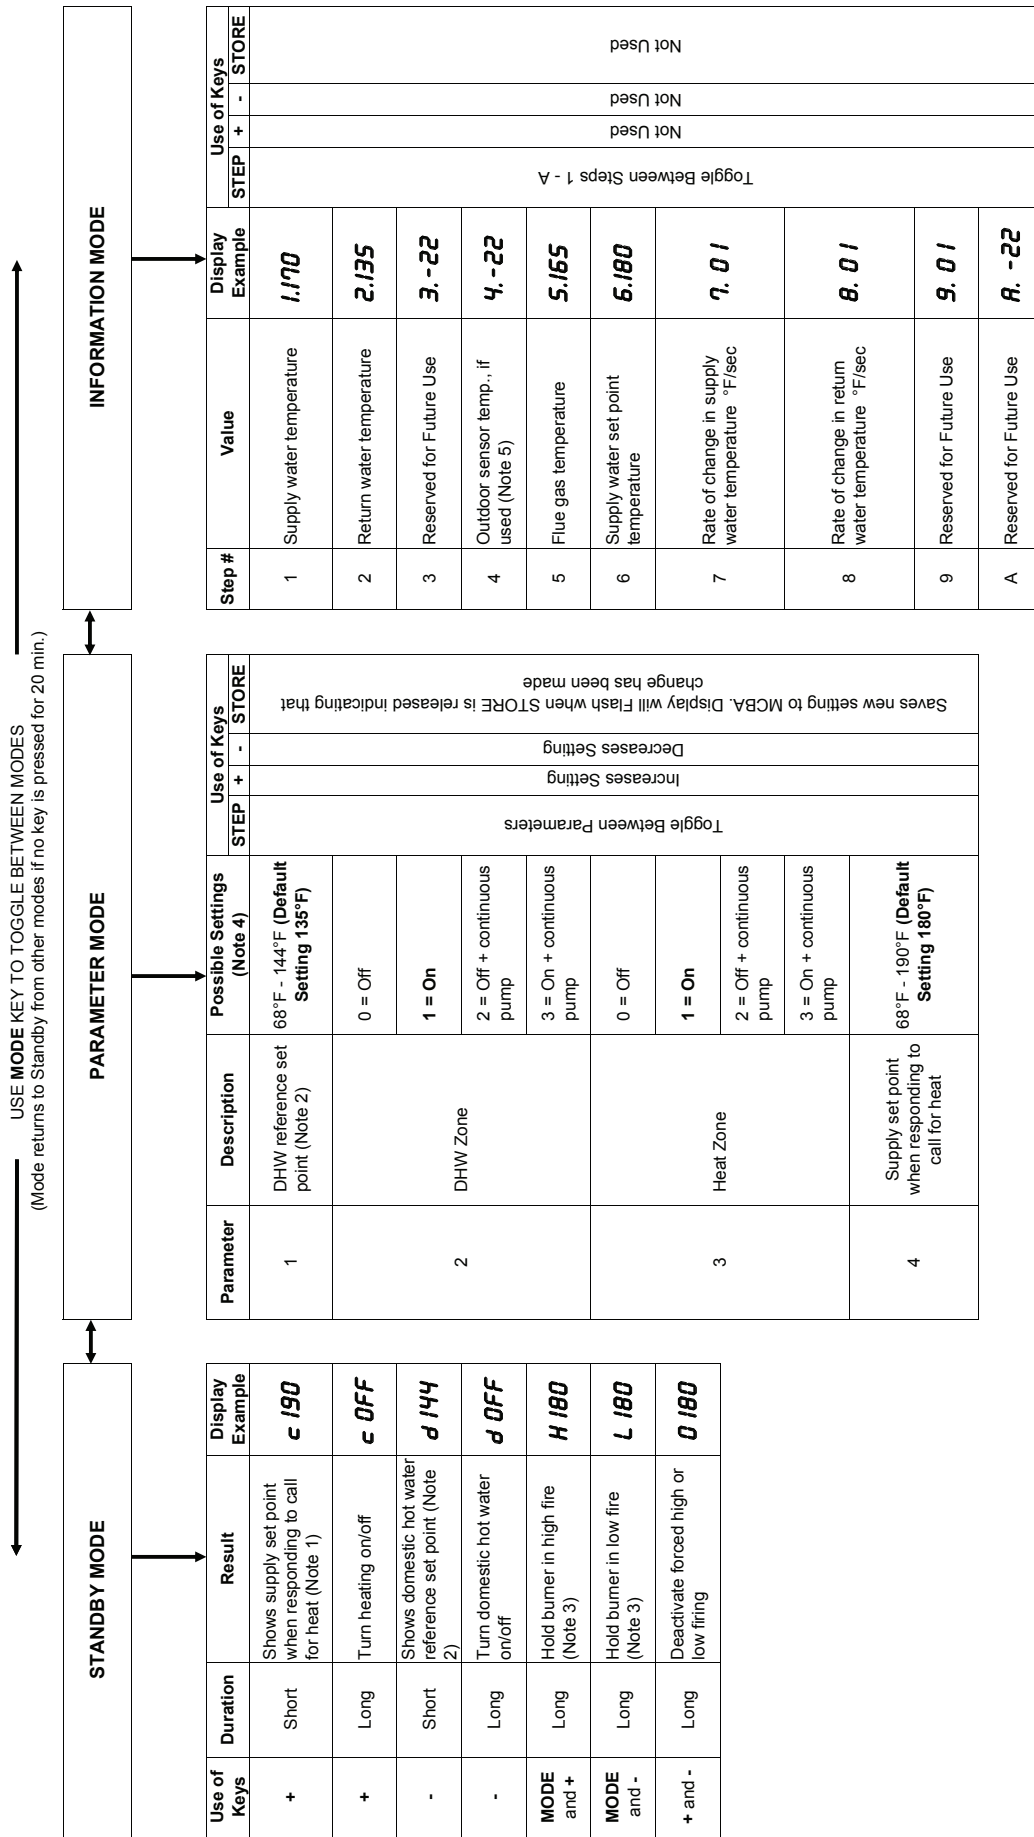 USE MODE KEY TO TOGGLE BETWEEN MODES
(Mode returns to Standby from other modes if no key is pressed for 20 min.)
STANDBY MODE
Use of Keys Duration Result Display Example
+ Short Shows supply set point when responding to call for heat (Note 1) c 190
+ Long Turn heating on/off c OFF
- Short Shows domestic hot water reference set point (Note 2) d 144
- Long Turn domestic hot water on/off d OFF
MODE and + Long Hold burner in high fire (Note 3) H 180
MODE and - Long Hold burner in low fire (Note 3) L 180
+ and - Long Deactivate forced high or low firing 0 180
PARAMETER MODE
Parameter Description Possible Settings (Note 4) Use of Keys
STEP + - STORE
1 DHW reference set point (Note 2) 68°F - 144°F (Default Setting 135°F)
2 DHW Zone 0 = Off
1 = On
2 = Off + continuous pump
3 = On + continuous pump
3 Heat Zone 0 = Off
1 = On
2 = Off + continuous pump
3 = On + continuous pump
4 Supply set point when responding to call for heat 68°F - 190°F (Default Setting 180°F)
Toggle Between Parameters
Increases Setting
Decreases Setting
Saves new setting to MCBA. Display will Flash when STORE is released indicating that change has been made
INFORMATION MODE
Step # Value Display Example Use of Keys
STEP + - STORE
1 Supply water temperature 1.170
2 Return water temperature 2.135
3 Reserved for Future Use 3. -22
4 Outdoor sensor temp., if used (Note 5) 4. -22
5 Flue gas temperature 5.165
6 Supply water set point temperature 6.180
7 Rate of change in supply water temperature °F/sec 7. 01
8 Rate of change in return water temperature °F/sec 8. 01
9 Reserved for Future Use 9. 01
A Reserved for Future Use A. -22
Toggle Between Steps 1 - A
Not Used
Not Used
Not Used